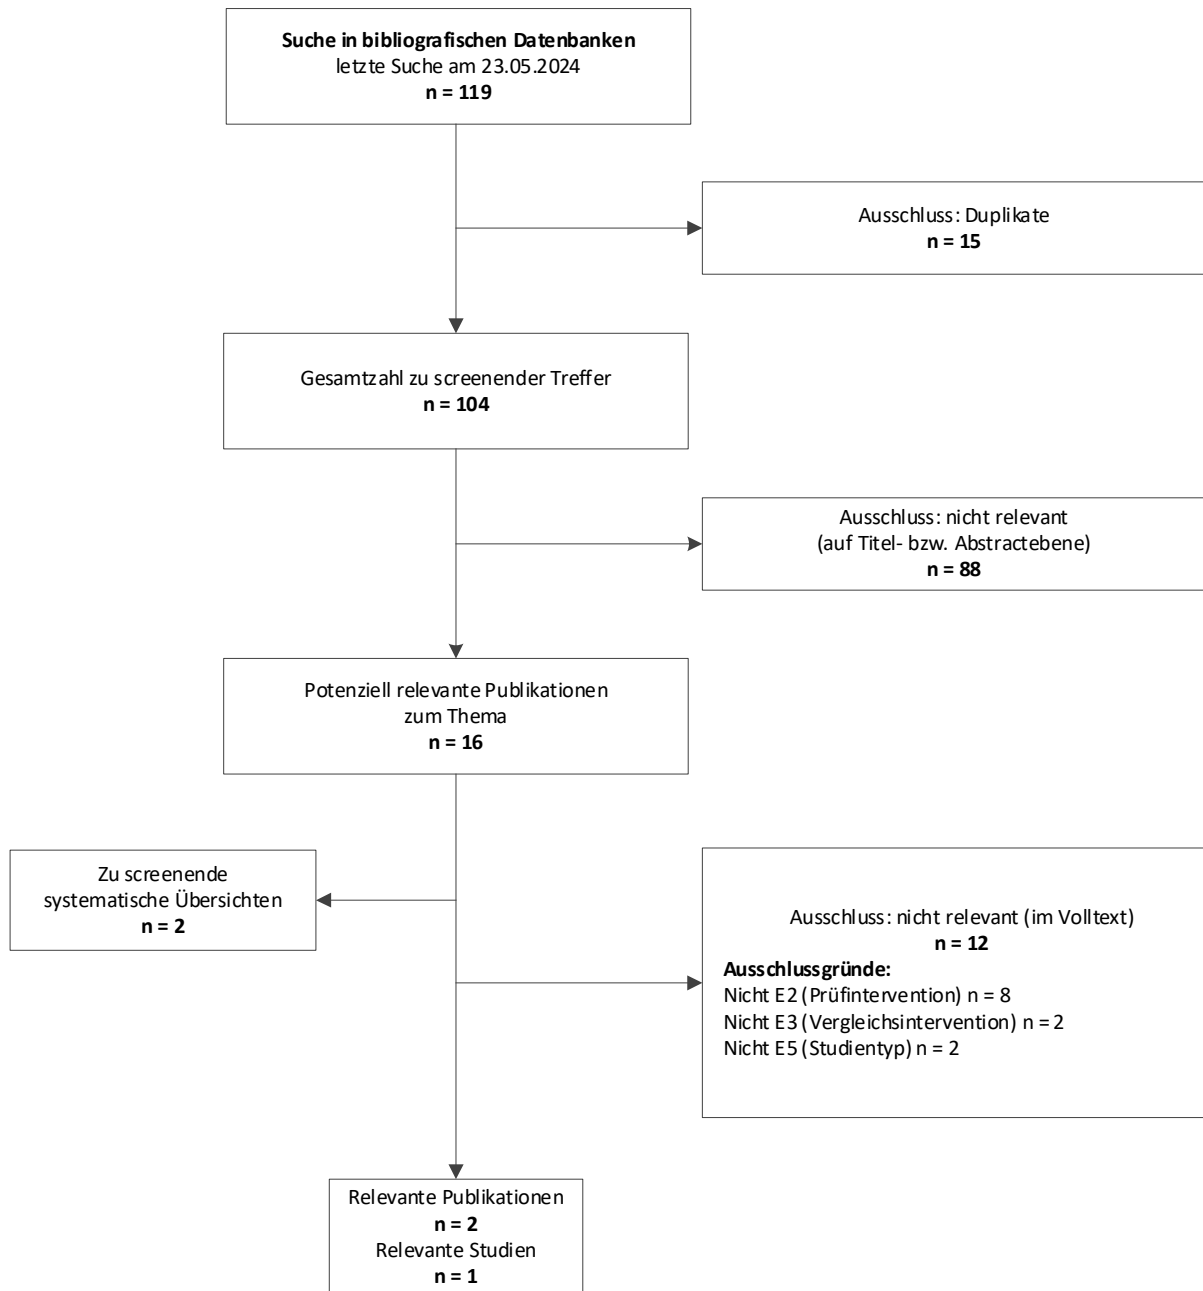 Suche in bibliografischen Datenbanken
letzte Suche am 23.05.2024
n = 119
Ausschluss: Duplikate
n = 15
Gesamtzahl zu screenender Treffer
n = 104
Ausschluss: nicht relevant
(auf Titel- bzw. Abstractebene)
n = 88
Potenziell relevante Publikationen
zum Thema
n = 16
Zu screenende
systematische Übersichten
n = 2
Ausschluss: nicht relevant (im Volltext)
n = 12
Ausschlussgründe:
Nicht E2 (Prüfintervention) n = 8
Nicht E3 (Vergleichsintervention) n = 2
Nicht E5 (Studientyp) n = 2
Relevante Publikationen
n = 2
Relevante Studien
n = 1